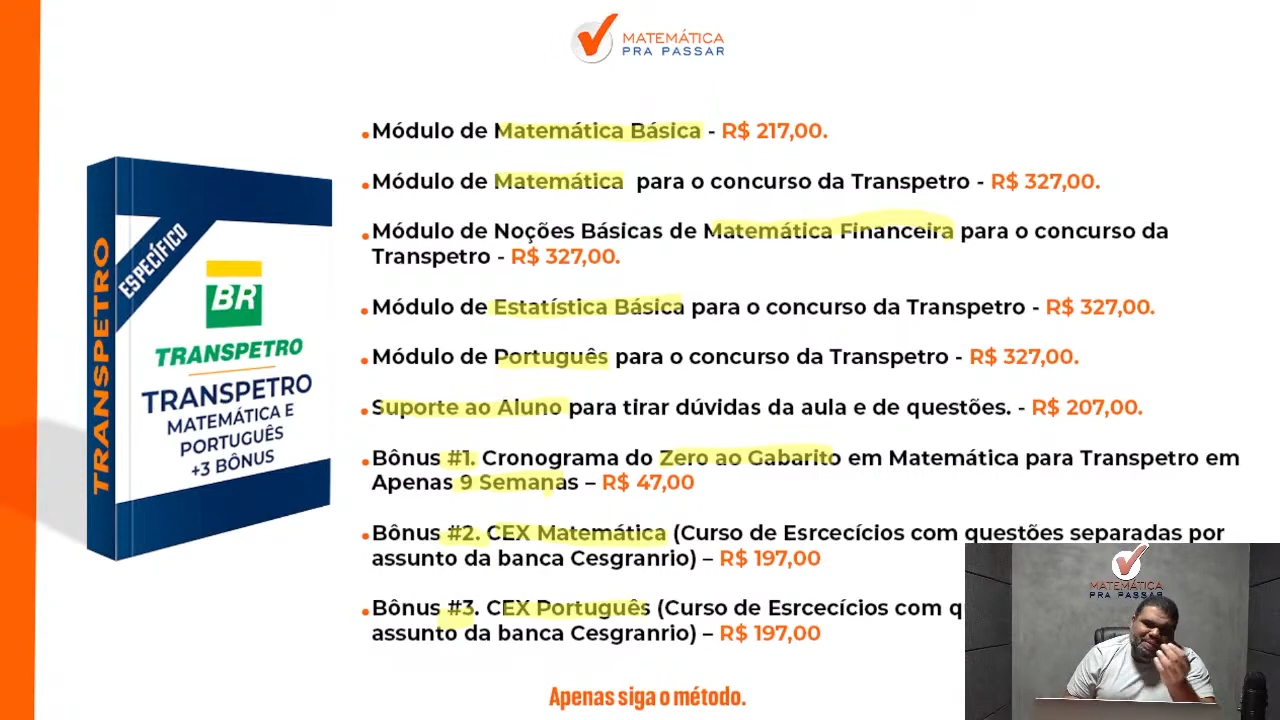 MATEMÁTICA
PRA PASSAR
Módulo de Matemática Básica - R$ 217,00.
Módulo de Matemática para o concurso da Transpetro - R$ 327,00.
Módulo de Noções Básicas de Matemática Financeira para o concurso da
Transpetro - R$ 327,00.
Módulo de Estatística Básica para o concurso da Transpetro - R$ 327,00.
Módulo de Português para o concurso da Transpetro - R$ 327,00.
Suporte ao Aluno para tirar dúvidas da aula e de questões. - R$ 207,00.
Bônus #1. Cronograma do Zero ao Gabarito em Matemática para Transpetro em
Apenas 9 Semanas – R$ 47,00
Bônus #2. CEX Matemática (Curso de Esrcecícios com questões separadas por
assunto da banca Cesgranrio) – R$ 197,00
Bônus #3. CEX Português (Curso de Esrcecícios com q
assunto da banca Cesgranrio) – R$ 197,00
TRANSPETRO
ESPECÍFICO
BR
TRANSPETRO
TRANSPETRO
MATEMÁTICA E
PORTUGUÊS
+3 BÔNUS
MATEMÁTICA
PRA PASSAR
Apenas siga o método.